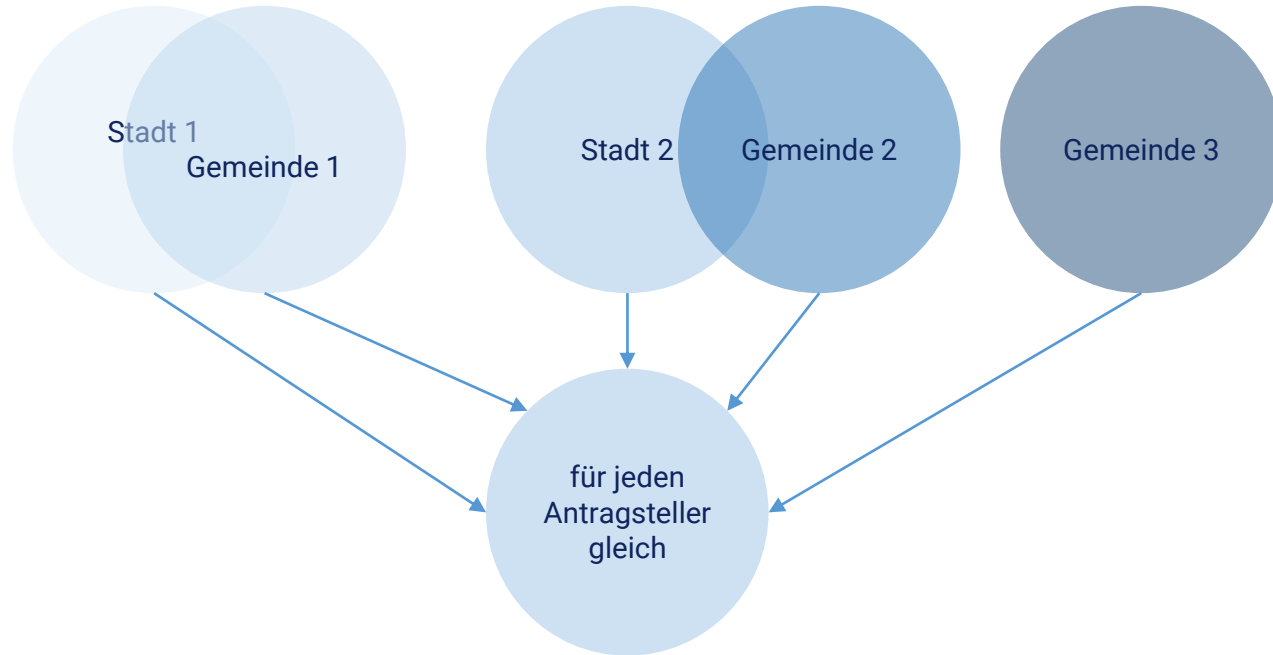 Stadt 1
Gemeinde 1
Stadt 2
Gemeinde 2
Gemeinde 3
für jeden
Antragsteller
gleich